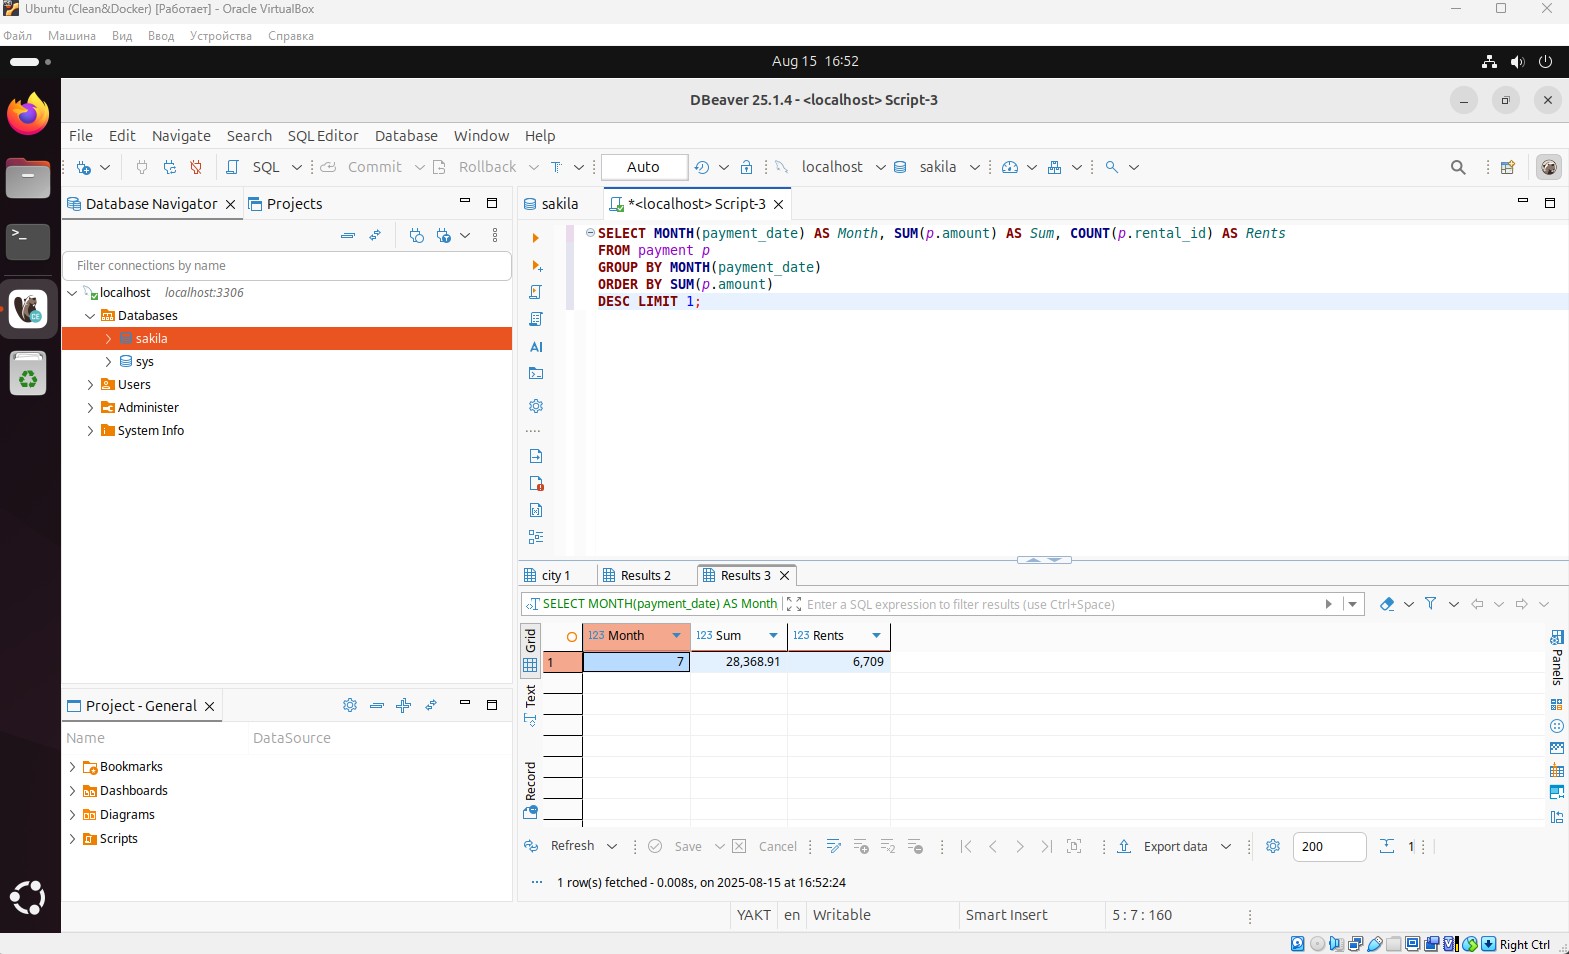 Ubuntu (Clean&Docker) [Работает] - Oracle VirtualBox
Файл Машина Вид Ввод Устройства Справка
Aug 15 16:52
DBeaver 25.1.4 - <localhost> Script-3
File Edit Navigate Search SQL Editor Database Window Help
SQL Commit Rollback T Auto localhost sakila
Database Navigator Projects
Filter connections by name
localhost localhost:3306
Databases
sakila
sys
Users
Administer
System Info
Project - General
Name DataSource
Bookmarks
Dashboards
Diagrams
Scripts
sakila *<localhost> Script-3
SELECT MONTH(payment_date) AS Month, SUM(p.amount) AS Sum, COUNT(p.rental_id) AS Rents
FROM payment p
GROUP BY MONTH(payment_date)
ORDER BY SUM(p.amount)
DESC LIMIT 1;
AI
city 1 Results 2 Results 3
SELECT MONTH(payment_date) AS Month, Enter a SQL expression to filter results (use Ctrl+Space)
Grid
Text
Record
123 Month 123 Sum 123 Rents
1 7 28,368.91 6,709
Panels
Refresh Save Cancel Export data 200 1
1 row(s) fetched - 0.008s, on 2025-08-15 at 16:52:24
YAKT en Writable Smart Insert 5 : 7 : 160
Right Ctrl